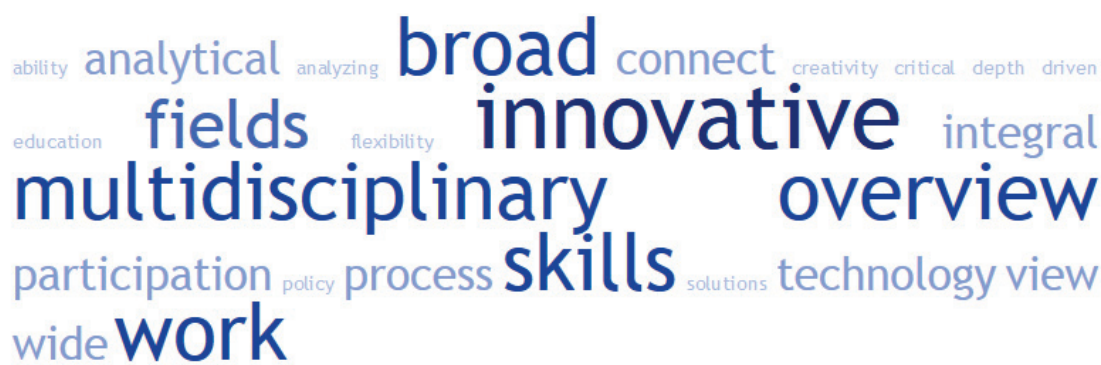 ability analytical analyzing broad connect creativity critical depth driven
education fields flexibility innovative integral
multidisciplinary overview
participation policy process skills solutions technology view
wide work